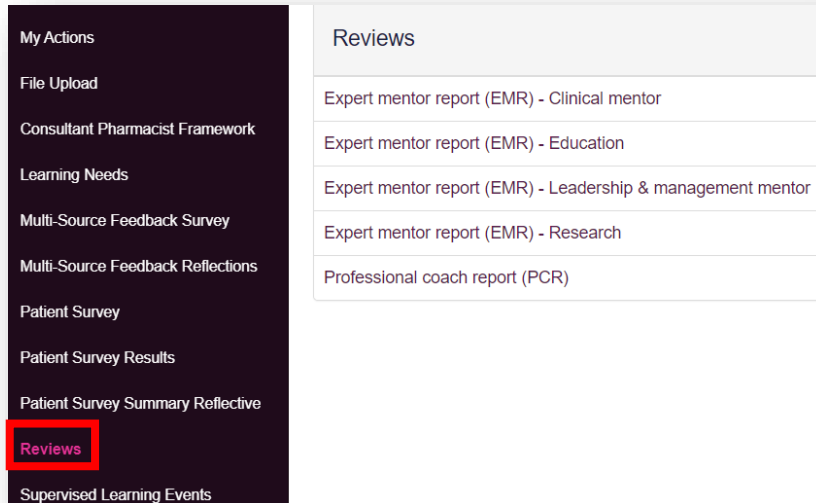 My Actions
File Upload
Consultant Pharmacist Framework
Learning Needs
Multi-Source Feedback Survey
Multi-Source Feedback Reflections
Patient Survey
Patient Survey Results
Patient Survey Summary Reflective
Reviews
Supervised Learning Events
Reviews
Expert mentor report (EMR) - Clinical mentor
Expert mentor report (EMR) - Education
Expert mentor report (EMR) - Leadership & management mentor
Expert mentor report (EMR) - Research
Professional coach report (PCR)